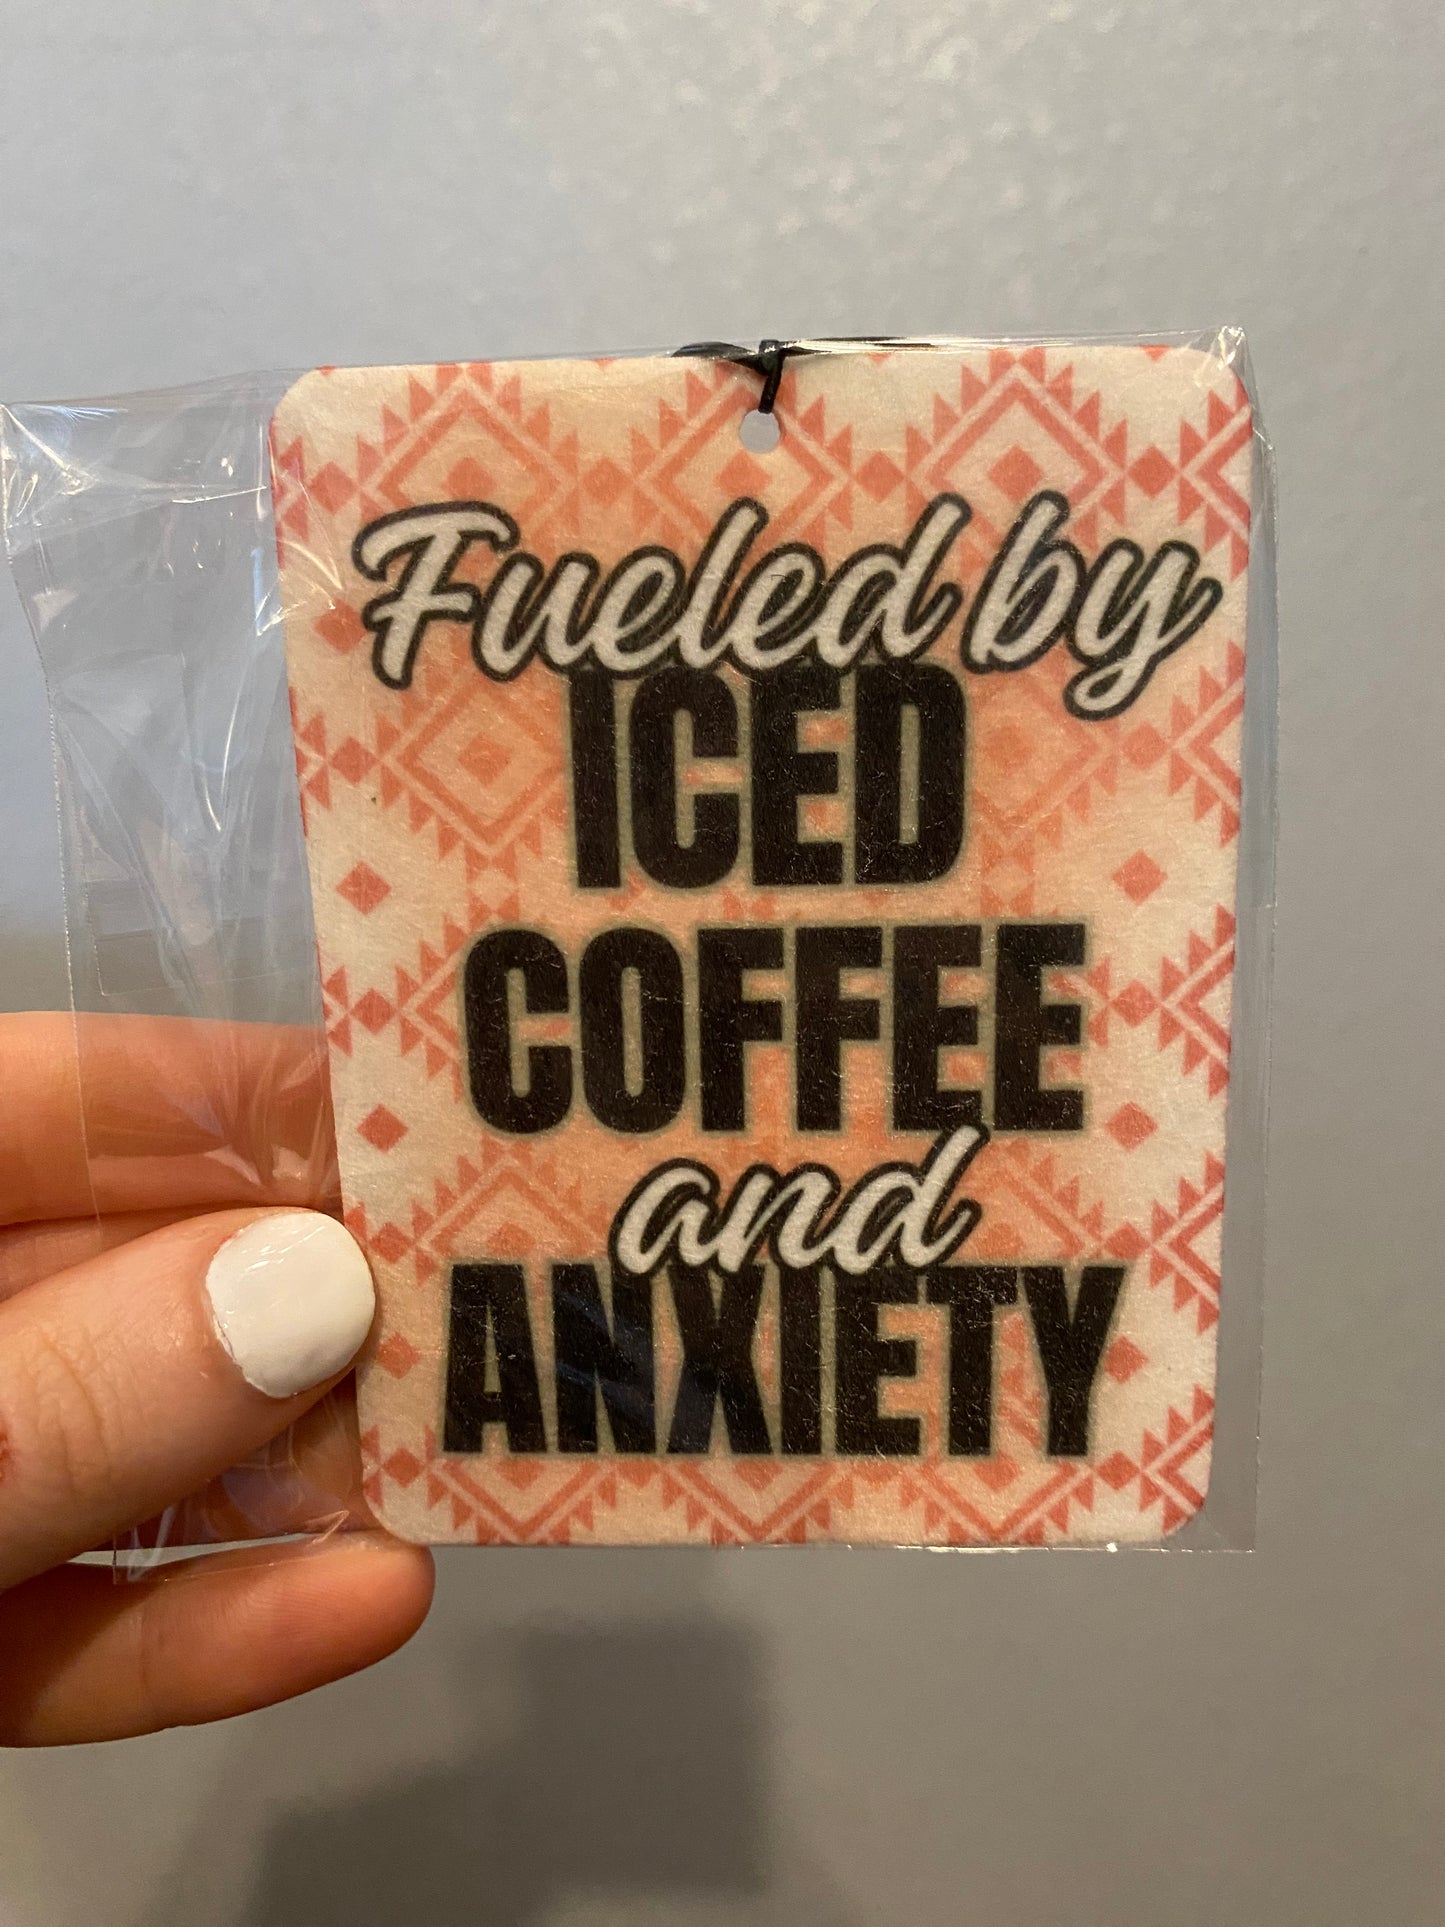 Fueled by
ICED
COFFEE
and
ANXIETY